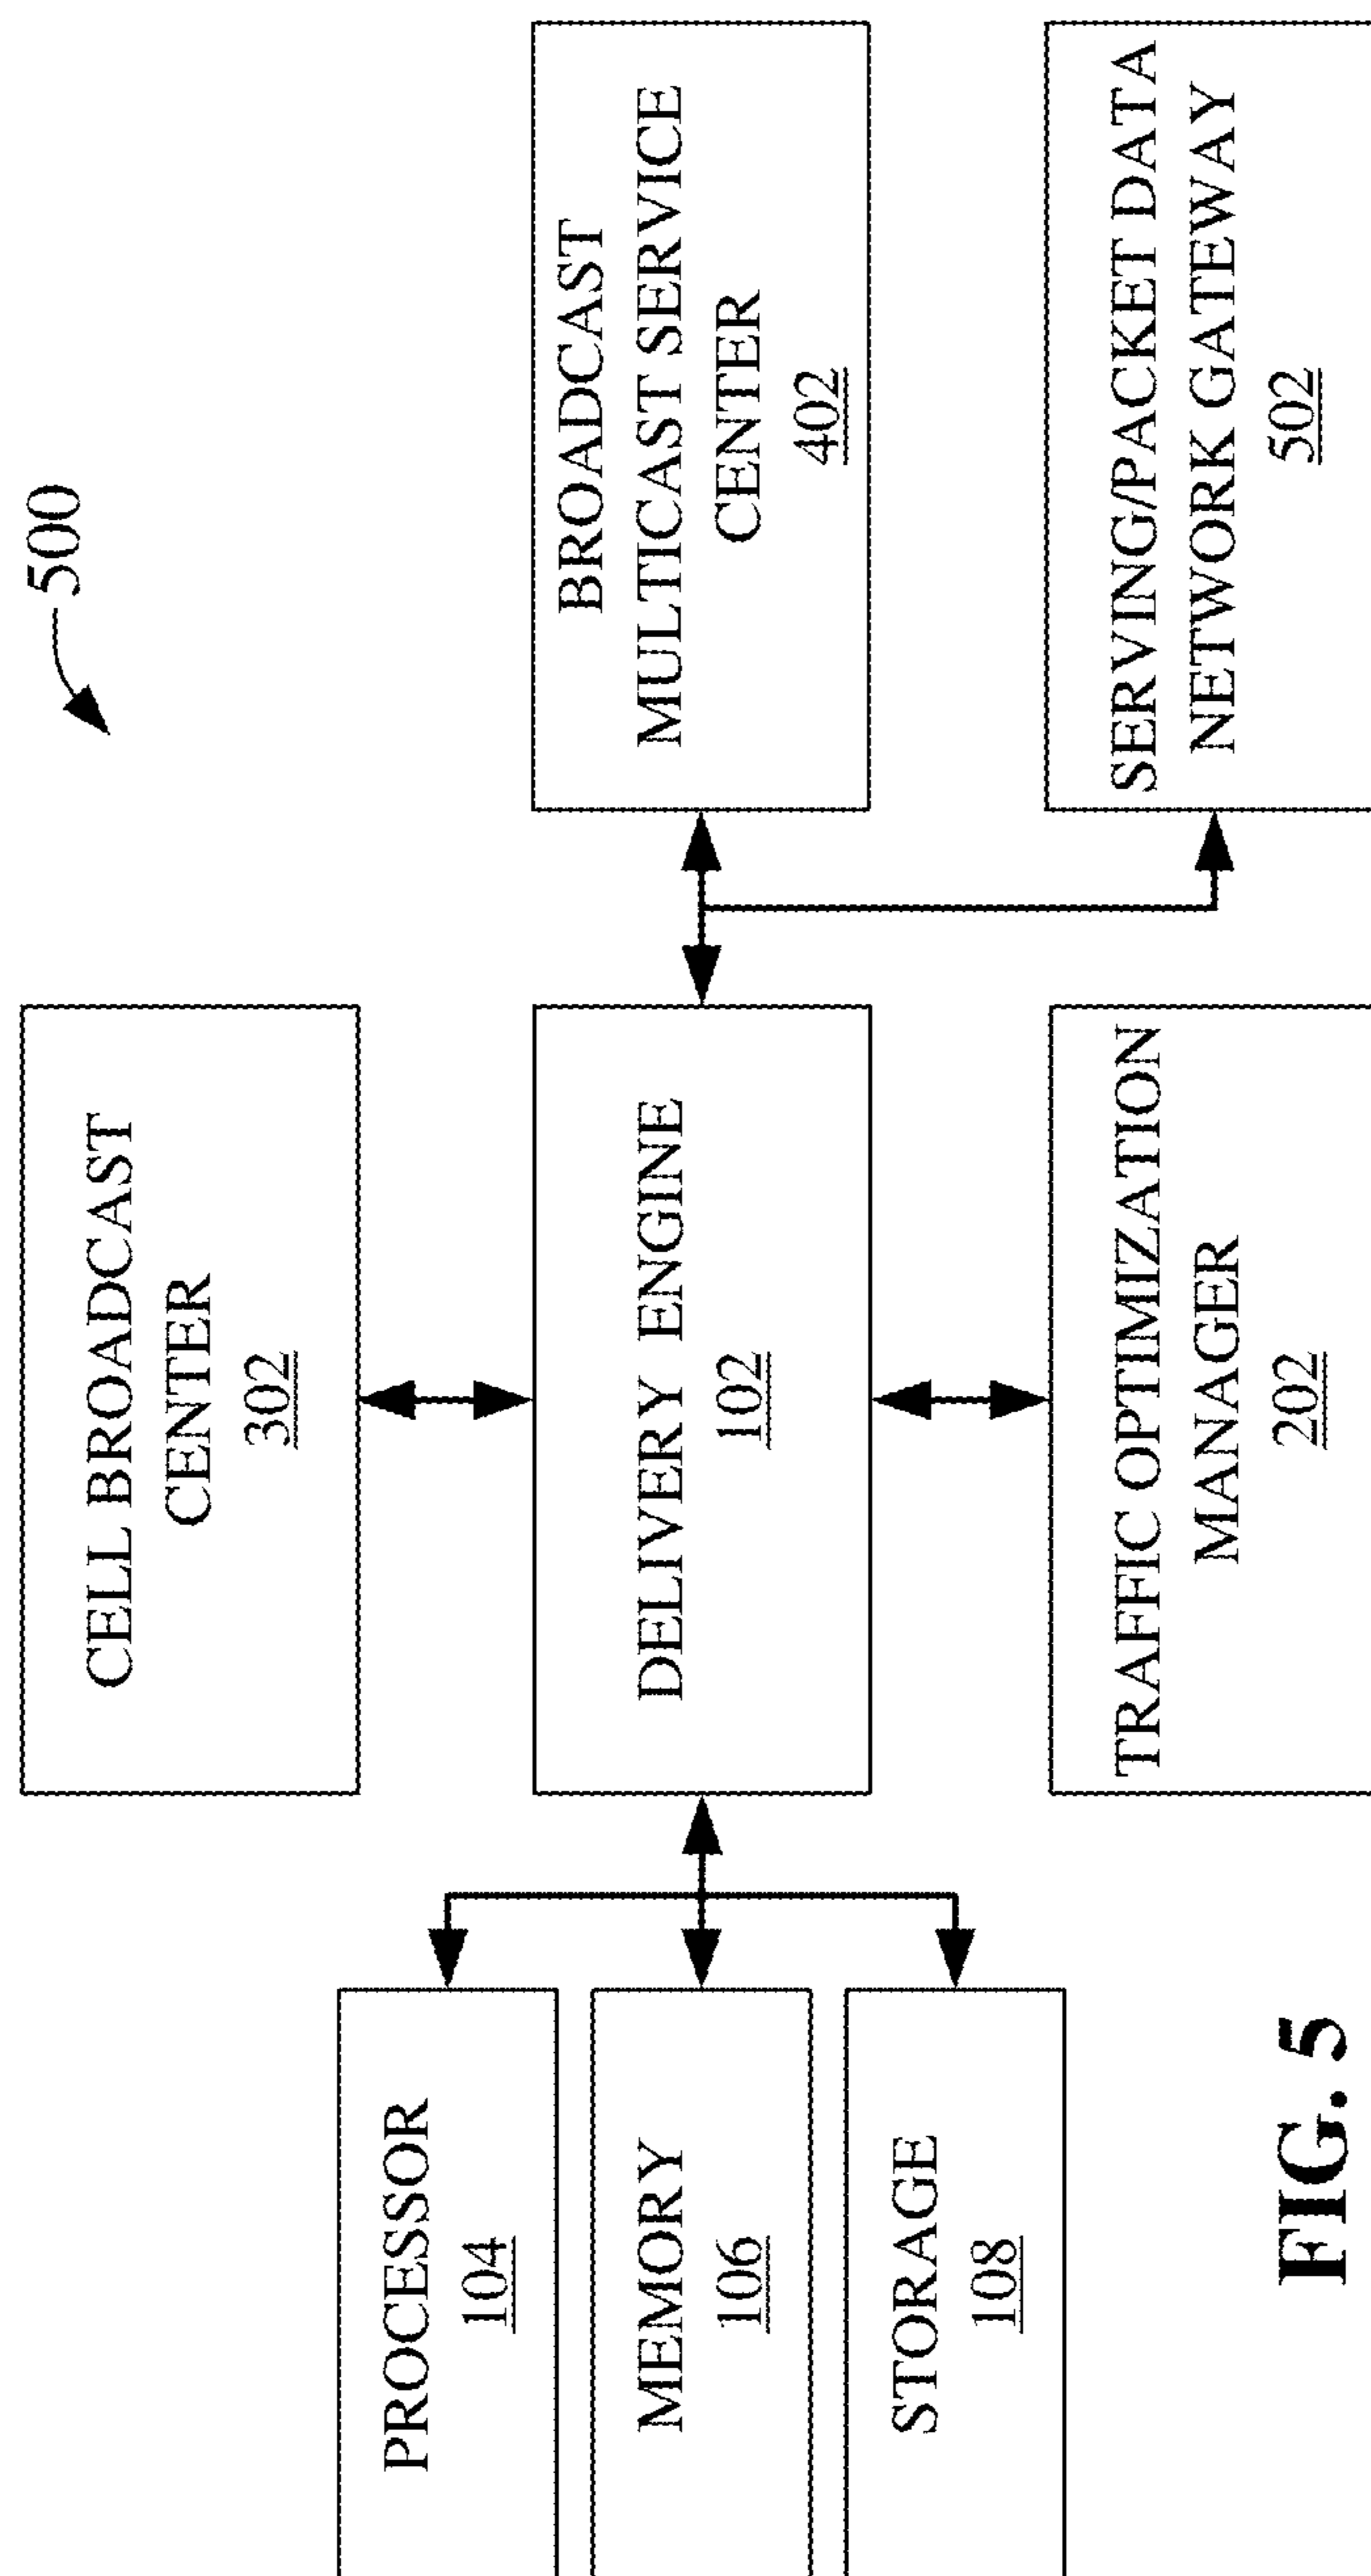 500
CELL BROADCAST
CENTER
302
PROCESSOR
104
MEMORY
106
STORAGE
108
DELIVERY ENGINE
102
BROADCAST
MULTICAST SERVICE
CENTER
402
TRAFFIC OPTIMIZATION
MANAGER
202
SERVING/PACKET DATA
NETWORK GATEWAY
502
FIG. 5